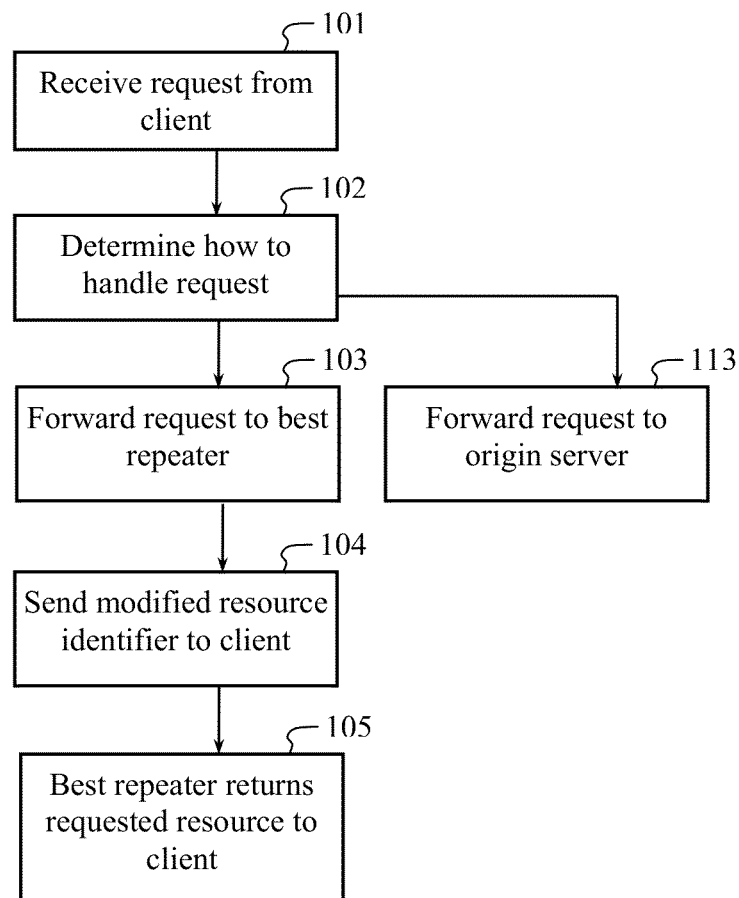 101
Receive request from
client
102
Determine how to
handle request
103
Forward request to best
repeater
113
Forward request to
origin server
104
Send modified resource
identifier to client
105
Best repeater returns
requested resource to
client